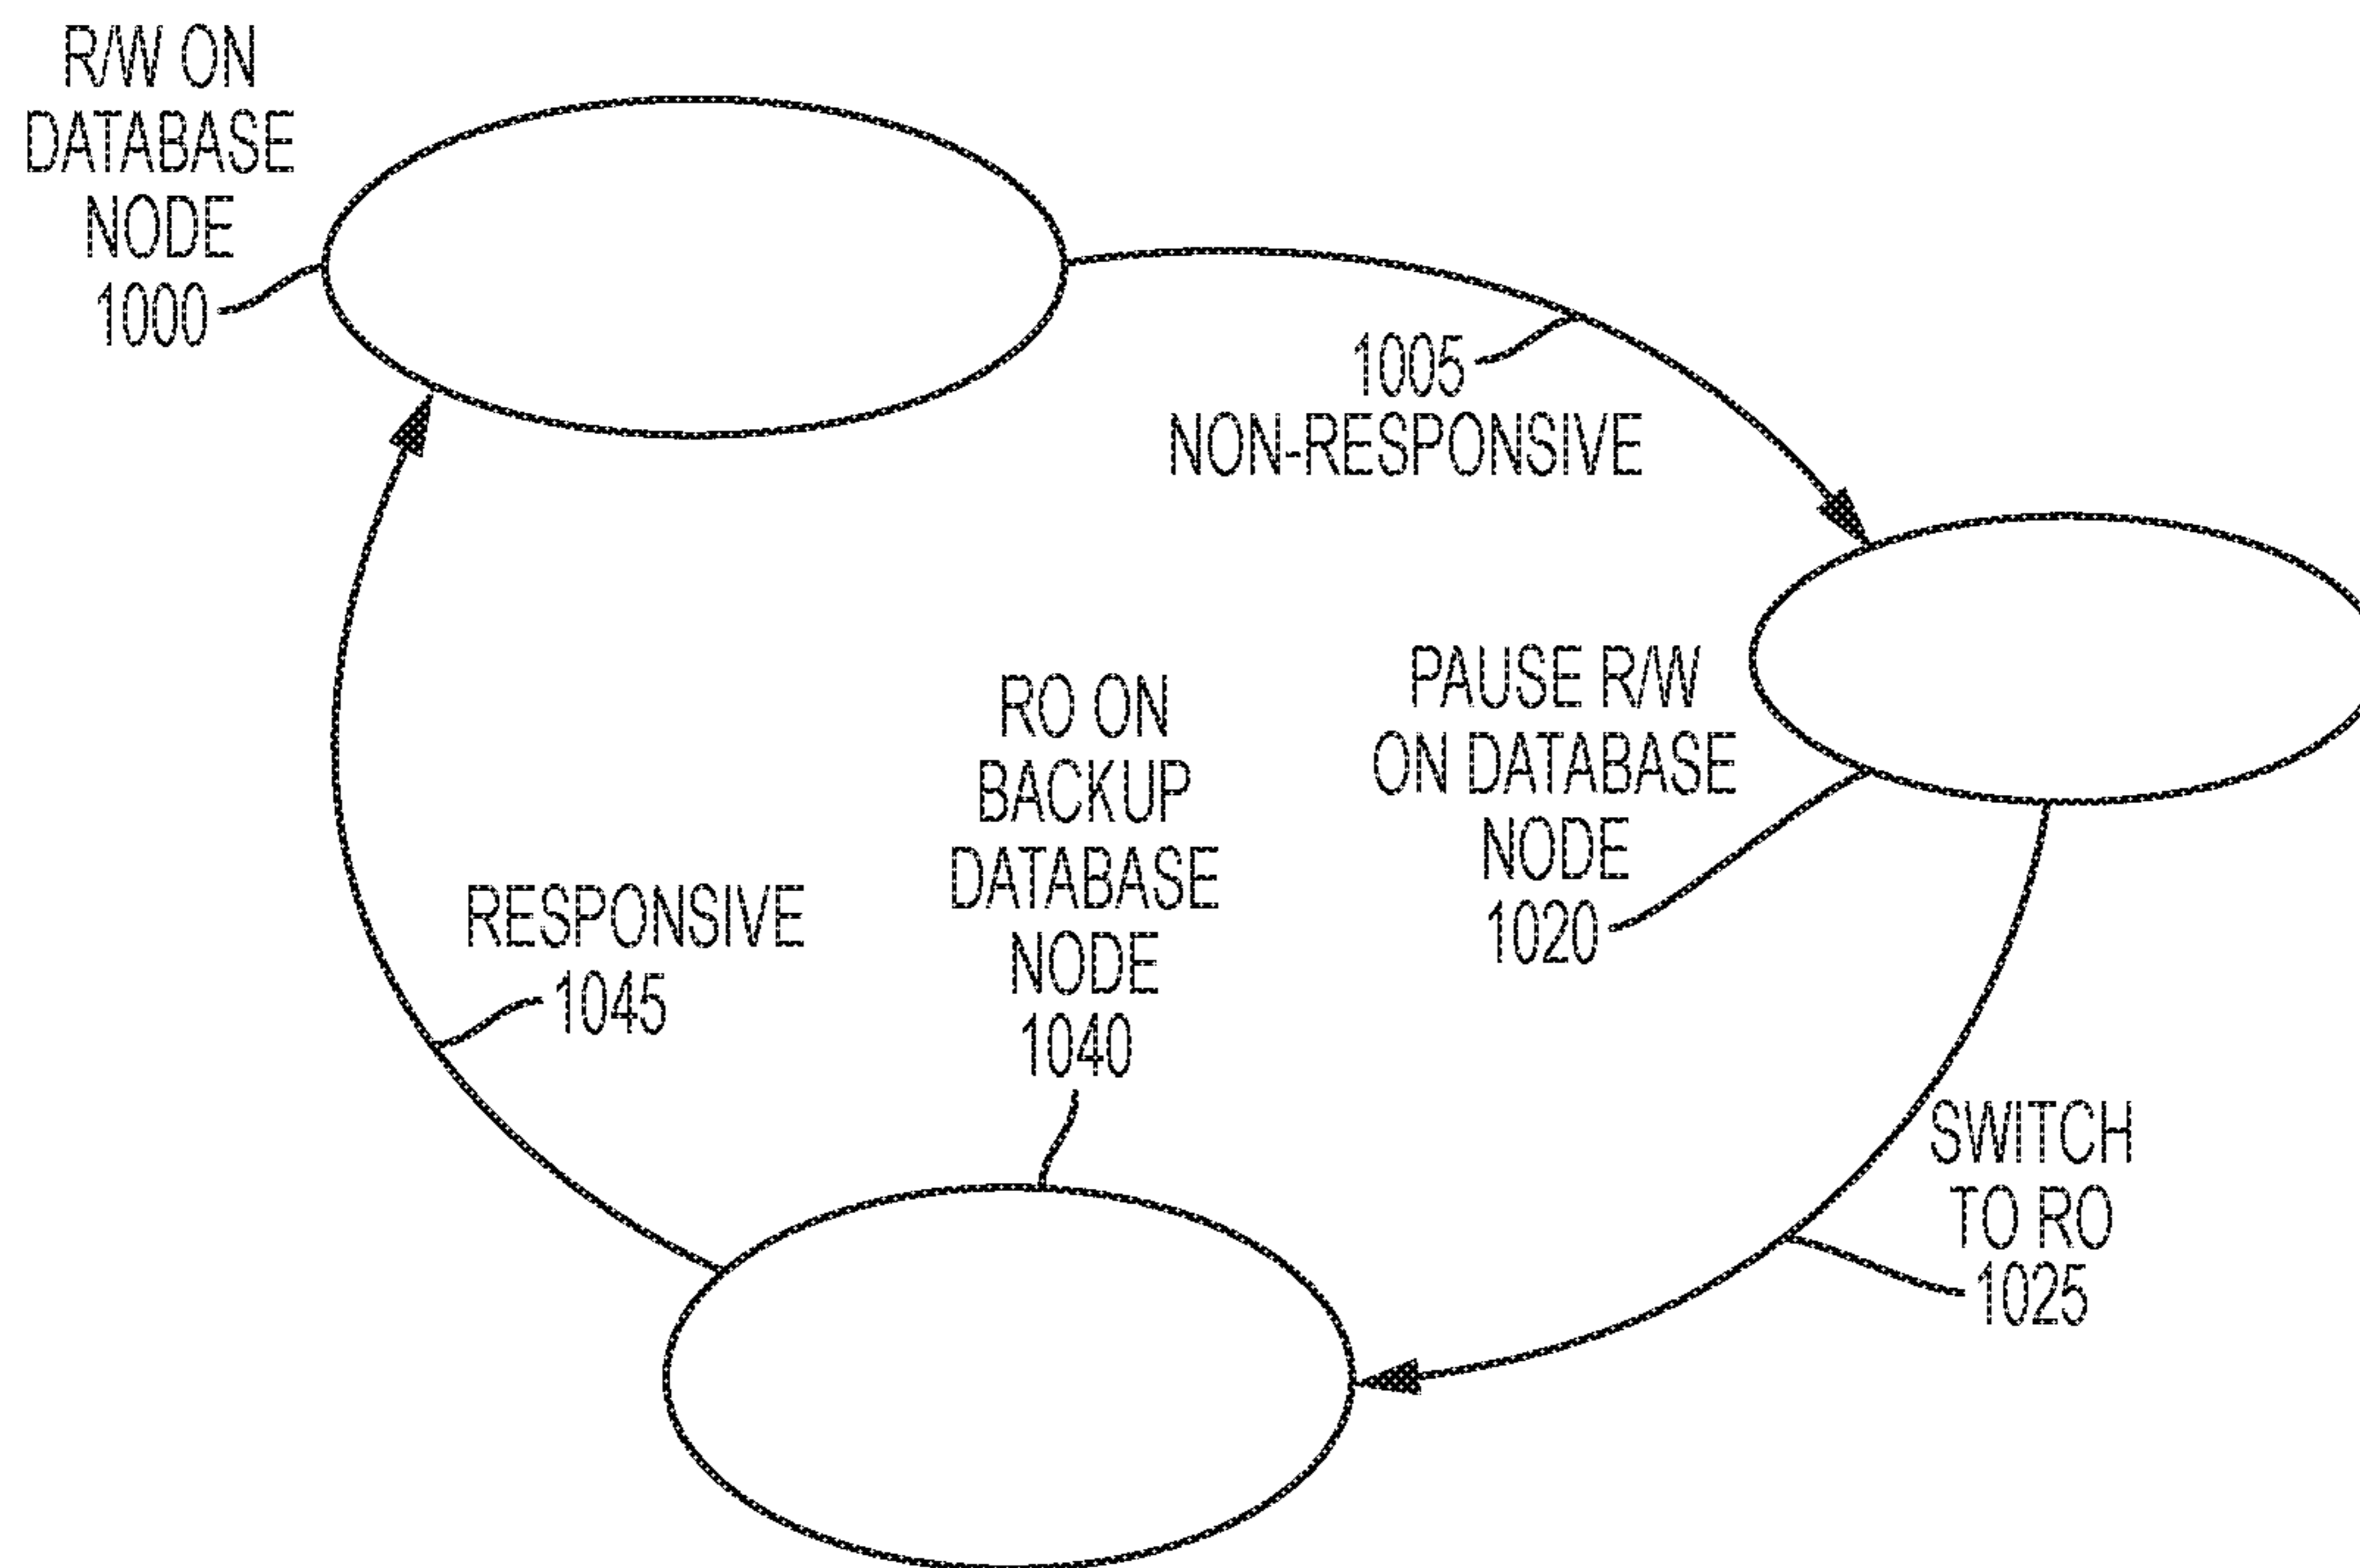 R/W ON
DATABASE
NODE
1000
1005
NON-RESPONSIVE
PAUSE R/W
ON DATABASE
NODE
1020
RO ON
BACKUP
DATABASE
NODE
1040
RESPONSIVE
1045
SWITCH
TO RO
1025